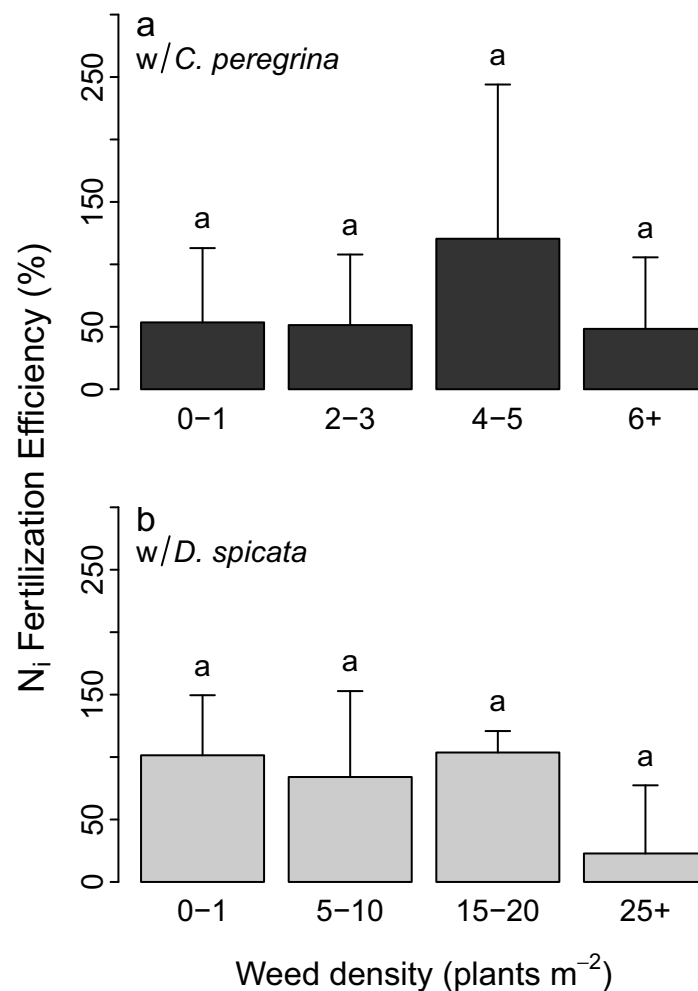 Nᵢ Fertilization Efficiency (%)
a
w/C. peregrina
250
150
50
0
a
a
a
a
0−1
2−3
4−5
6+
b
w/D. spicata
250
150
50
0
a
a
a
a
0−1
5−10
15−20
25+
Weed density (plants m⁻²)